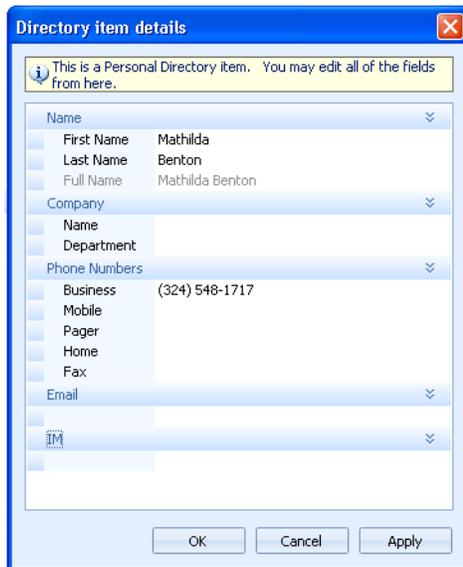 Directory item details
This is a Personal Directory item. You may edit all of the fields
from here.
Name
First Name Mathilda
Last Name Benton
Full Name Mathilda Benton
Company
Name
Department
Phone Numbers
Business (324) 548-1717
Mobile
Pager
Home
Fax
Email
IM
OK Cancel Apply